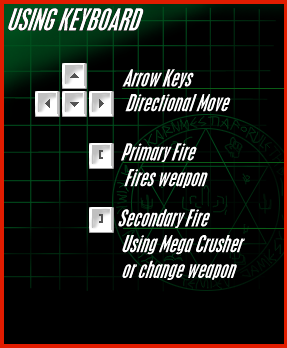 USING KEYBOARD
Arrow Keys
Directional Move
[
Primary Fire
Fires weapon
]
Secondary Fire
Using Mega Crusher
or change weapon